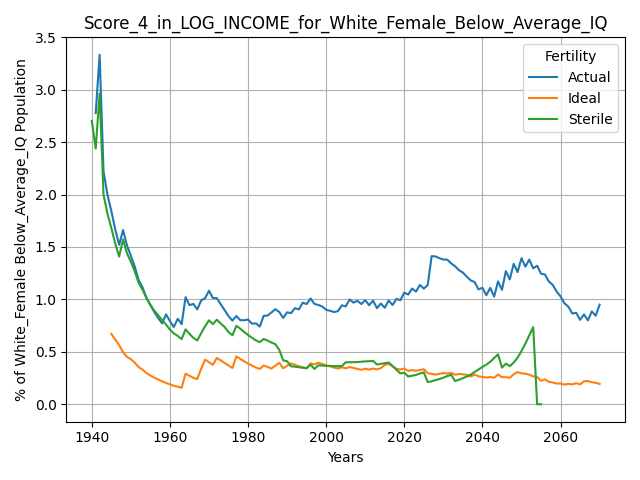 Score_4_in_LOG_INCOME_for_White_Female_Below_Average_IQ
% of White_Female Below_Average_IQ Population
3.5
3.0
2.5
2.0
1.5
1.0
0.5
0.0
Fertility
Actual
Ideal
Sterile
1940
1960
1980
2000
2020
2040
2060
Years